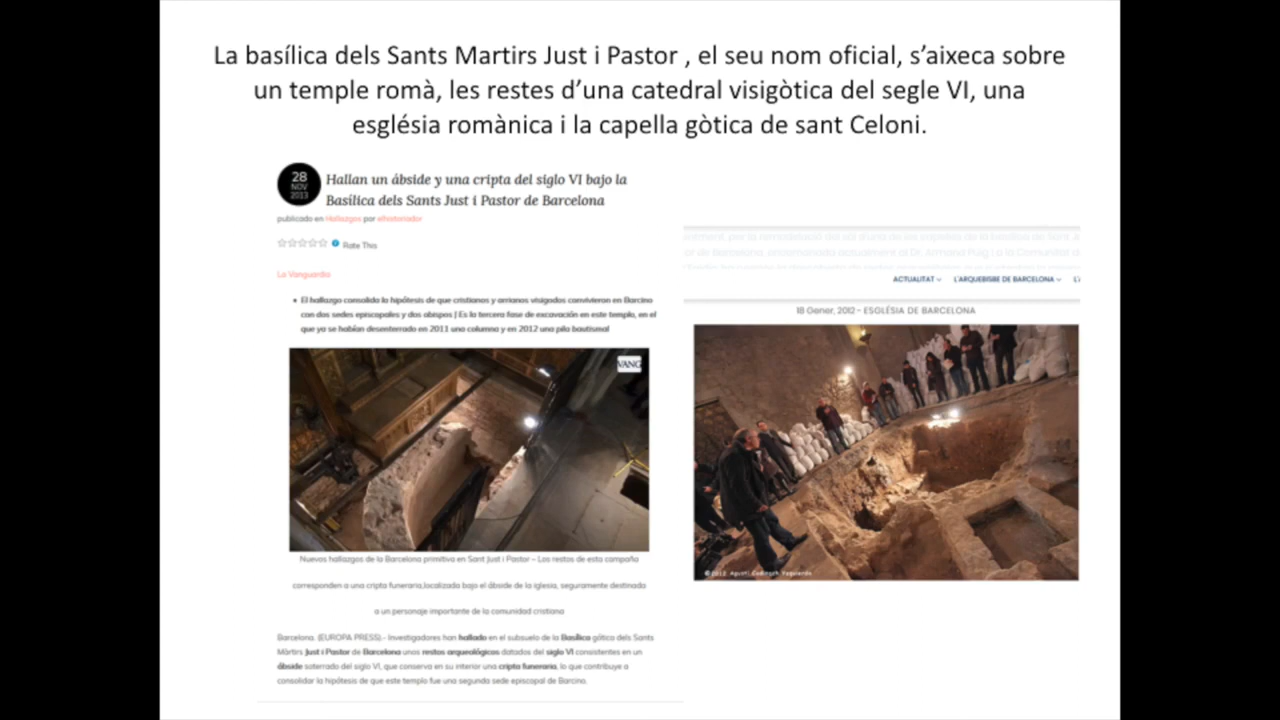 La basílica dels Sants Martirs Just i Pastor , el seu nom oficial, s’aixeca sobre
un temple romà, les restes d’una catedral visigòtica del segle VI, una
església romànica i la capella gòtica de sant Celoni.
28
NOV
2013
Hallan un ábside y una cripta del siglo VI bajo la
Basílica dels Sants Just i Pastor de Barcelona
publicado en Hallazgos por elhistoriador
Rate This
La Vanguardia
• El hallazgo consolida la hipótesis de que cristianos y arrianos visigodos convivieron en Barcino
con dos sedes episcopales y dos obispos | Es la tercera fase de excavación en este templo, en el
que ya se habían desenterrado en 2011 una columna y en 2012 una pila bautismal
VANG
Nuevos hallazgos de la Barcelona primitiva en Sant Just i Pastor – Los restos de esta campaña
corresponden a una cripta funeraria,localizada bajo el ábside de la iglesia, seguramente destinada
a un personaje importante de la comunidad cristiana
Barcelona. (EUROPA PRESS).- Investigadores han hallado en el subsuelo de la Basílica gótica dels Sants
Màrtirs Just i Pastor de Barcelona unos restos arqueológicos datados del siglo VI consistentes en un
ábside soterrado del siglo VI, que conserva en su interior una cripta funeraria, lo que contribuye a
consolidar la hipótesis de que este templo fue una segunda sede episcopal de Barcino.
ACTUALITAT
L'ARQUEBISBE DE BARCELONA
18 Gener, 2012 - ESGLÉSIA DE BARCELONA
©2012 Agustí Codinach